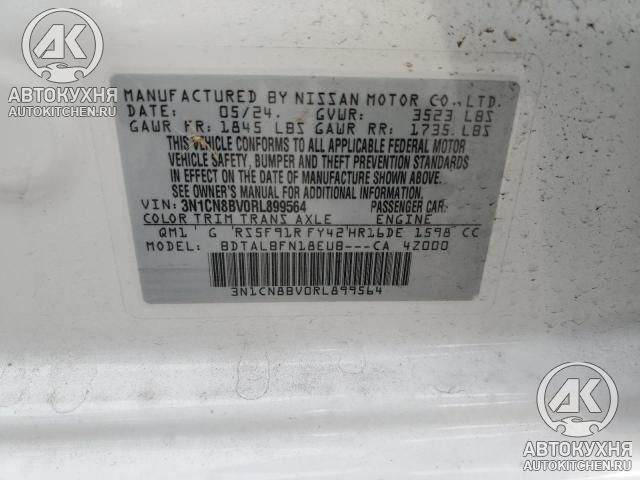 AK
АВТОКУХНЯ
AUTOKUHNJA.RU
MANUFACTURED BY NISSAN MOTOR CO., LTD.
DATE: 05/24. GVWR: 3523 LBS
GAWR FR: 1845 LBS GAWR RR: 1735 LBS
THIS VEHICLE CONFORMS TO ALL APPLICABLE FEDERAL MOTOR
VEHICLE SAFETY, BUMPER AND THEFT PREVENTION STANDARDS
IN EFFECT ON THE DATE OF MANUFACTURE SHOWN ABOVE.
SEE OWNER'S MANUAL FOR ADDITIONAL INFORMATION.
VIN: 3N1CN8BV0RL899564 PASSENGER CAR
COLOR TRIM TRANS AXLE ENGINE
QM1 G RS5F91R FY42 HR16DE 1598 CC
MODEL: BDTALBFN18EUB---CA 4Z000
3N1CN8BV0RL899564
AK
АВТОКУХНЯ
AUTOKUHNJA.RU